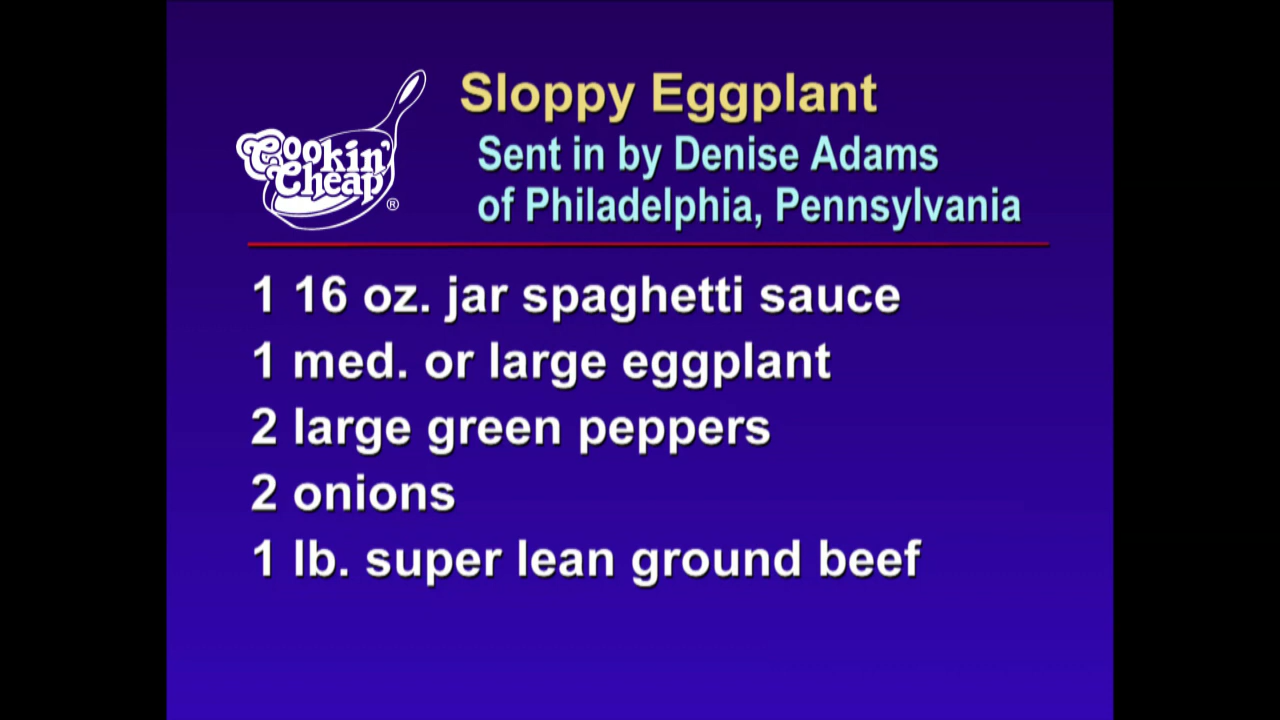 Cookin'
Cheap
®
Sloppy Eggplant
Sent in by Denise Adams
of Philadelphia, Pennsylvania
1 16 oz. jar spaghetti sauce
1 med. or large eggplant
2 large green peppers
2 onions
1 lb. super lean ground beef